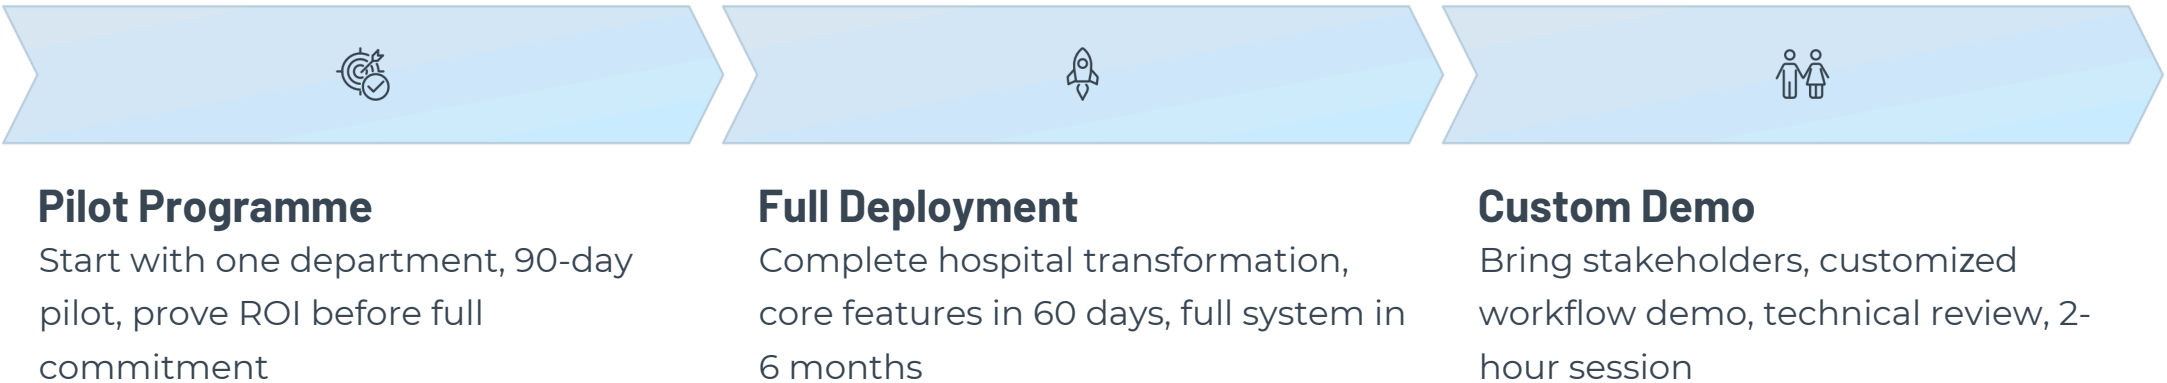 Pilot Programme
Start with one department, 90-day
pilot, prove ROI before full
commitment
Full Deployment
Complete hospital transformation,
core features in 60 days, full system in
6 months
Custom Demo
Bring stakeholders, customized
workflow demo, technical review, 2-
hour session